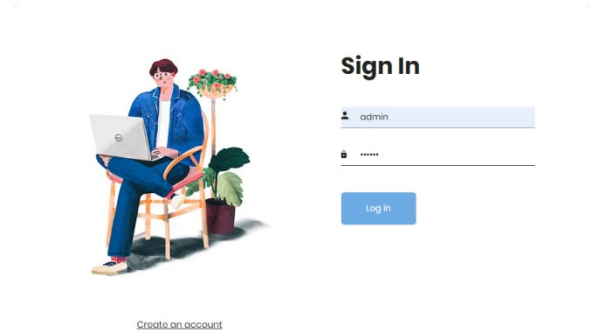 Sign In
admin
••••••
Log in
Create an account